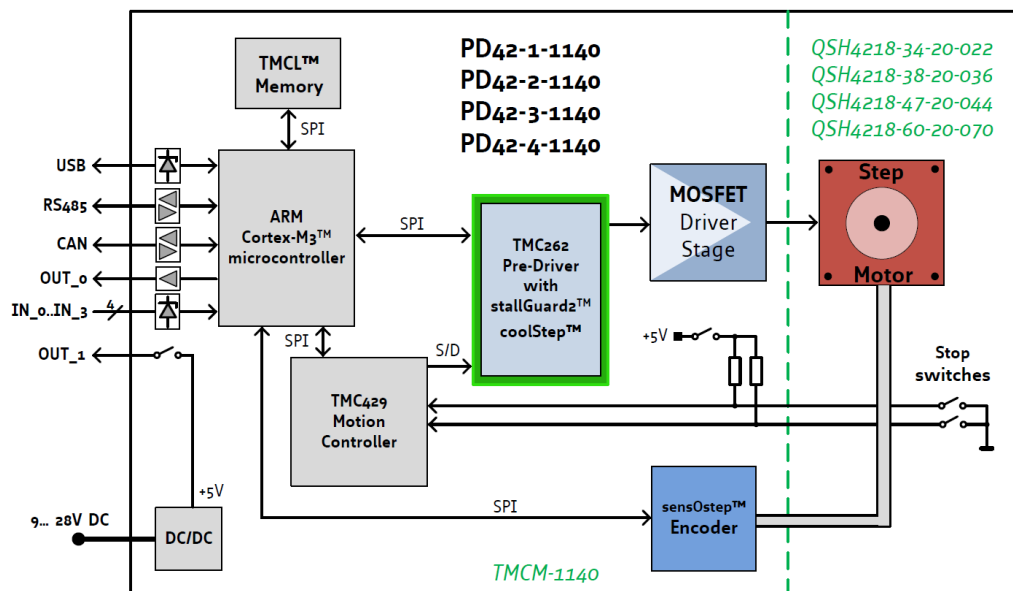 TMCL™
Memory
PD42-1-1140
PD42-2-1140
PD42-3-1140
PD42-4-1140
QSH4218-34-20-022
QSH4218-38-20-036
QSH4218-47-20-044
QSH4218-60-20-070
SPI
USB
RS485
CAN
OUT_0
IN_0..IN_3
4
OUT_1
ARM
Cortex-M3™
microcontroller
SPI
TMC262
Pre-Driver
with
stallGuard2™
coolStep™
MOSFET
Driver
Stage
Step
Motor
SPI
S/D
+5V
Stop
switches
TMC429
Motion
Controller
+5V
9... 28V DC
DC/DC
SPI
sensOstep™
Encoder
TMCM-1140